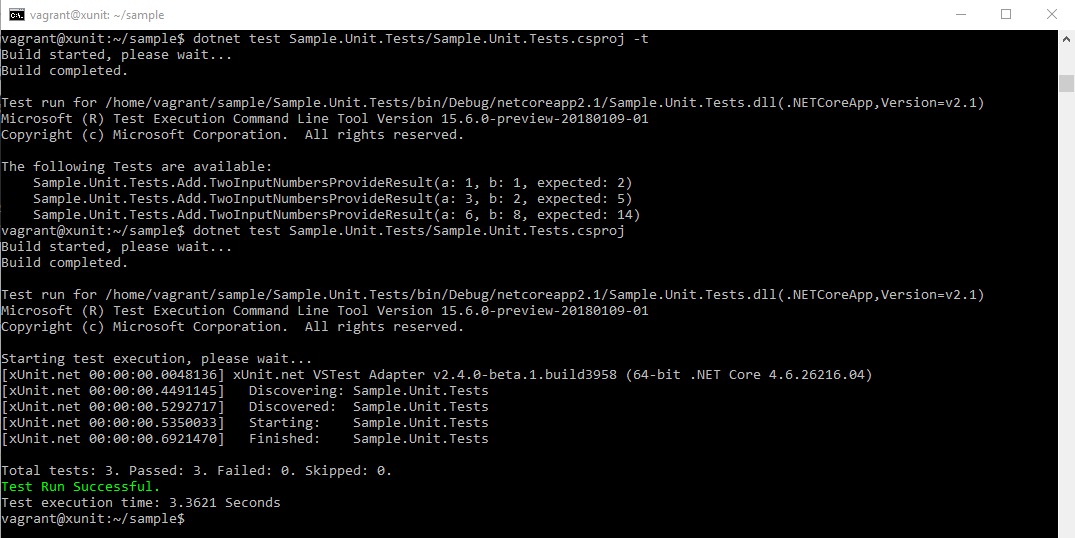 vagrant@xunit: ~/sample
vagrant@xunit:~/sample$ dotnet test Sample.Unit.Tests/Sample.Unit.Tests.csproj -t
Build started, please wait...
Build completed.
Test run for /home/vagrant/sample/Sample.Unit.Tests/bin/Debug/netcoreapp2.1/Sample.Unit.Tests.dll(.NETCoreApp,Version=v2.1)
Microsoft (R) Test Execution Command Line Tool Version 15.6.0-preview-20180109-01
Copyright (c) Microsoft Corporation.  All rights reserved.
The following Tests are available:
    Sample.Unit.Tests.Add.TwoInputNumbersProvideResult(a: 1, b: 1, expected: 2)
    Sample.Unit.Tests.Add.TwoInputNumbersProvideResult(a: 3, b: 2, expected: 5)
    Sample.Unit.Tests.Add.TwoInputNumbersProvideResult(a: 6, b: 8, expected: 14)
vagrant@xunit:~/sample$ dotnet test Sample.Unit.Tests/Sample.Unit.Tests.csproj
Build started, please wait...
Build completed.
Test run for /home/vagrant/sample/Sample.Unit.Tests/bin/Debug/netcoreapp2.1/Sample.Unit.Tests.dll(.NETCoreApp,Version=v2.1)
Microsoft (R) Test Execution Command Line Tool Version 15.6.0-preview-20180109-01
Copyright (c) Microsoft Corporation.  All rights reserved.
Starting test execution, please wait...
[xUnit.net 00:00:00.0048136] xUnit.net VSTest Adapter v2.4.0-beta.1.build3958 (64-bit .NET Core 4.6.26216.04)
[xUnit.net 00:00:00.4491145]   Discovering: Sample.Unit.Tests
[xUnit.net 00:00:00.5292717]   Discovered:  Sample.Unit.Tests
[xUnit.net 00:00:00.5350033]   Starting:    Sample.Unit.Tests
[xUnit.net 00:00:00.6921470]   Finished:    Sample.Unit.Tests
Total tests: 3. Passed: 3. Failed: 0. Skipped: 0.
Test Run Successful.
Test execution time: 3.3621 Seconds
vagrant@xunit:~/sample$